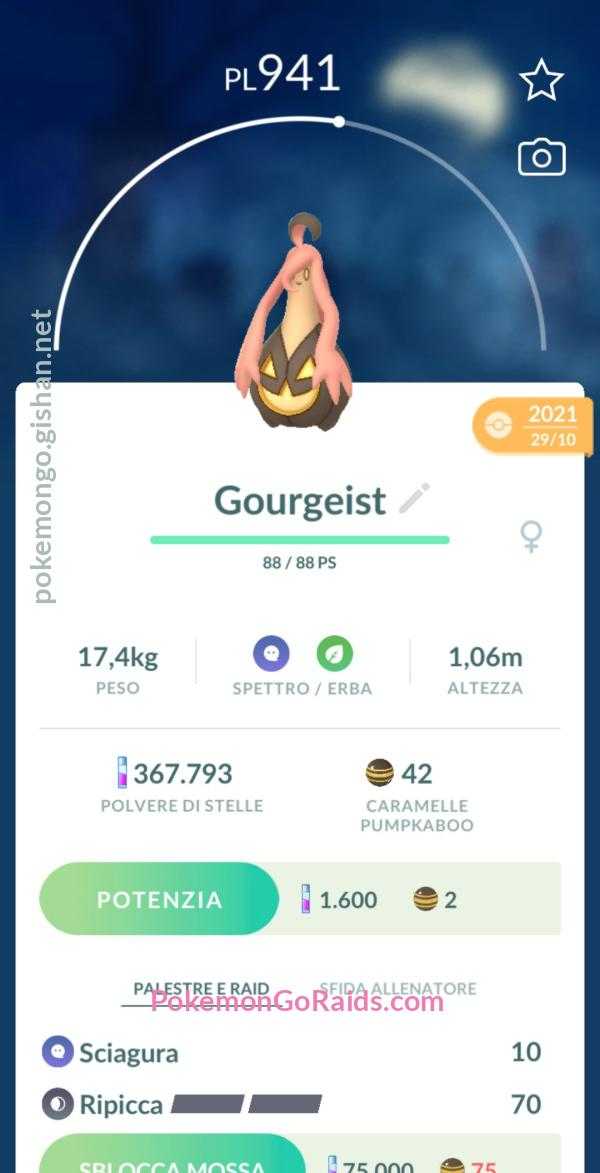 PL941
2021
29/10
pokemongo.gishan.net
Gourgeist
88 / 88 PS
17,4kg
PESO
SPETTRO / ERBA
1,06m
ALTEZZA
367.793
POLVERE DI STELLE
42
CARAMELLE
PUMPKABOO
POTENZIA
1.600
2
PALESTRE E RAID
SFIDA ALLENATORE
PokemonGoRaids.com
Sciagura 10
Ripicca 70
SBLOCCA MOSSA
75.000
75